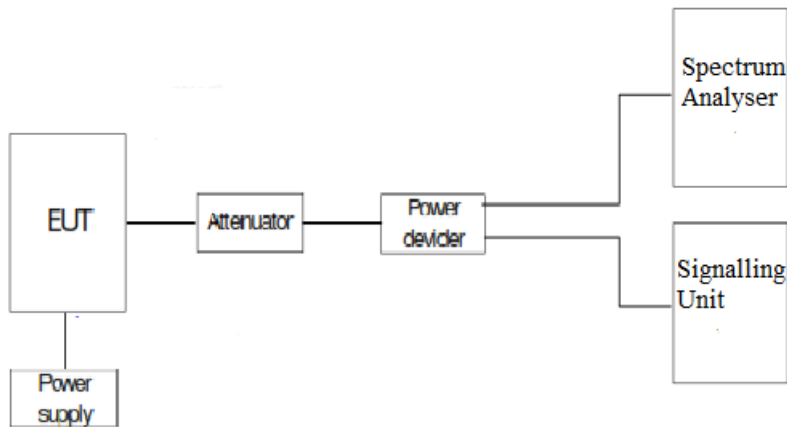 Spectrum
Analyser
EUT
Attenuator
Power
devider
Signalling
Unit
Power
supply